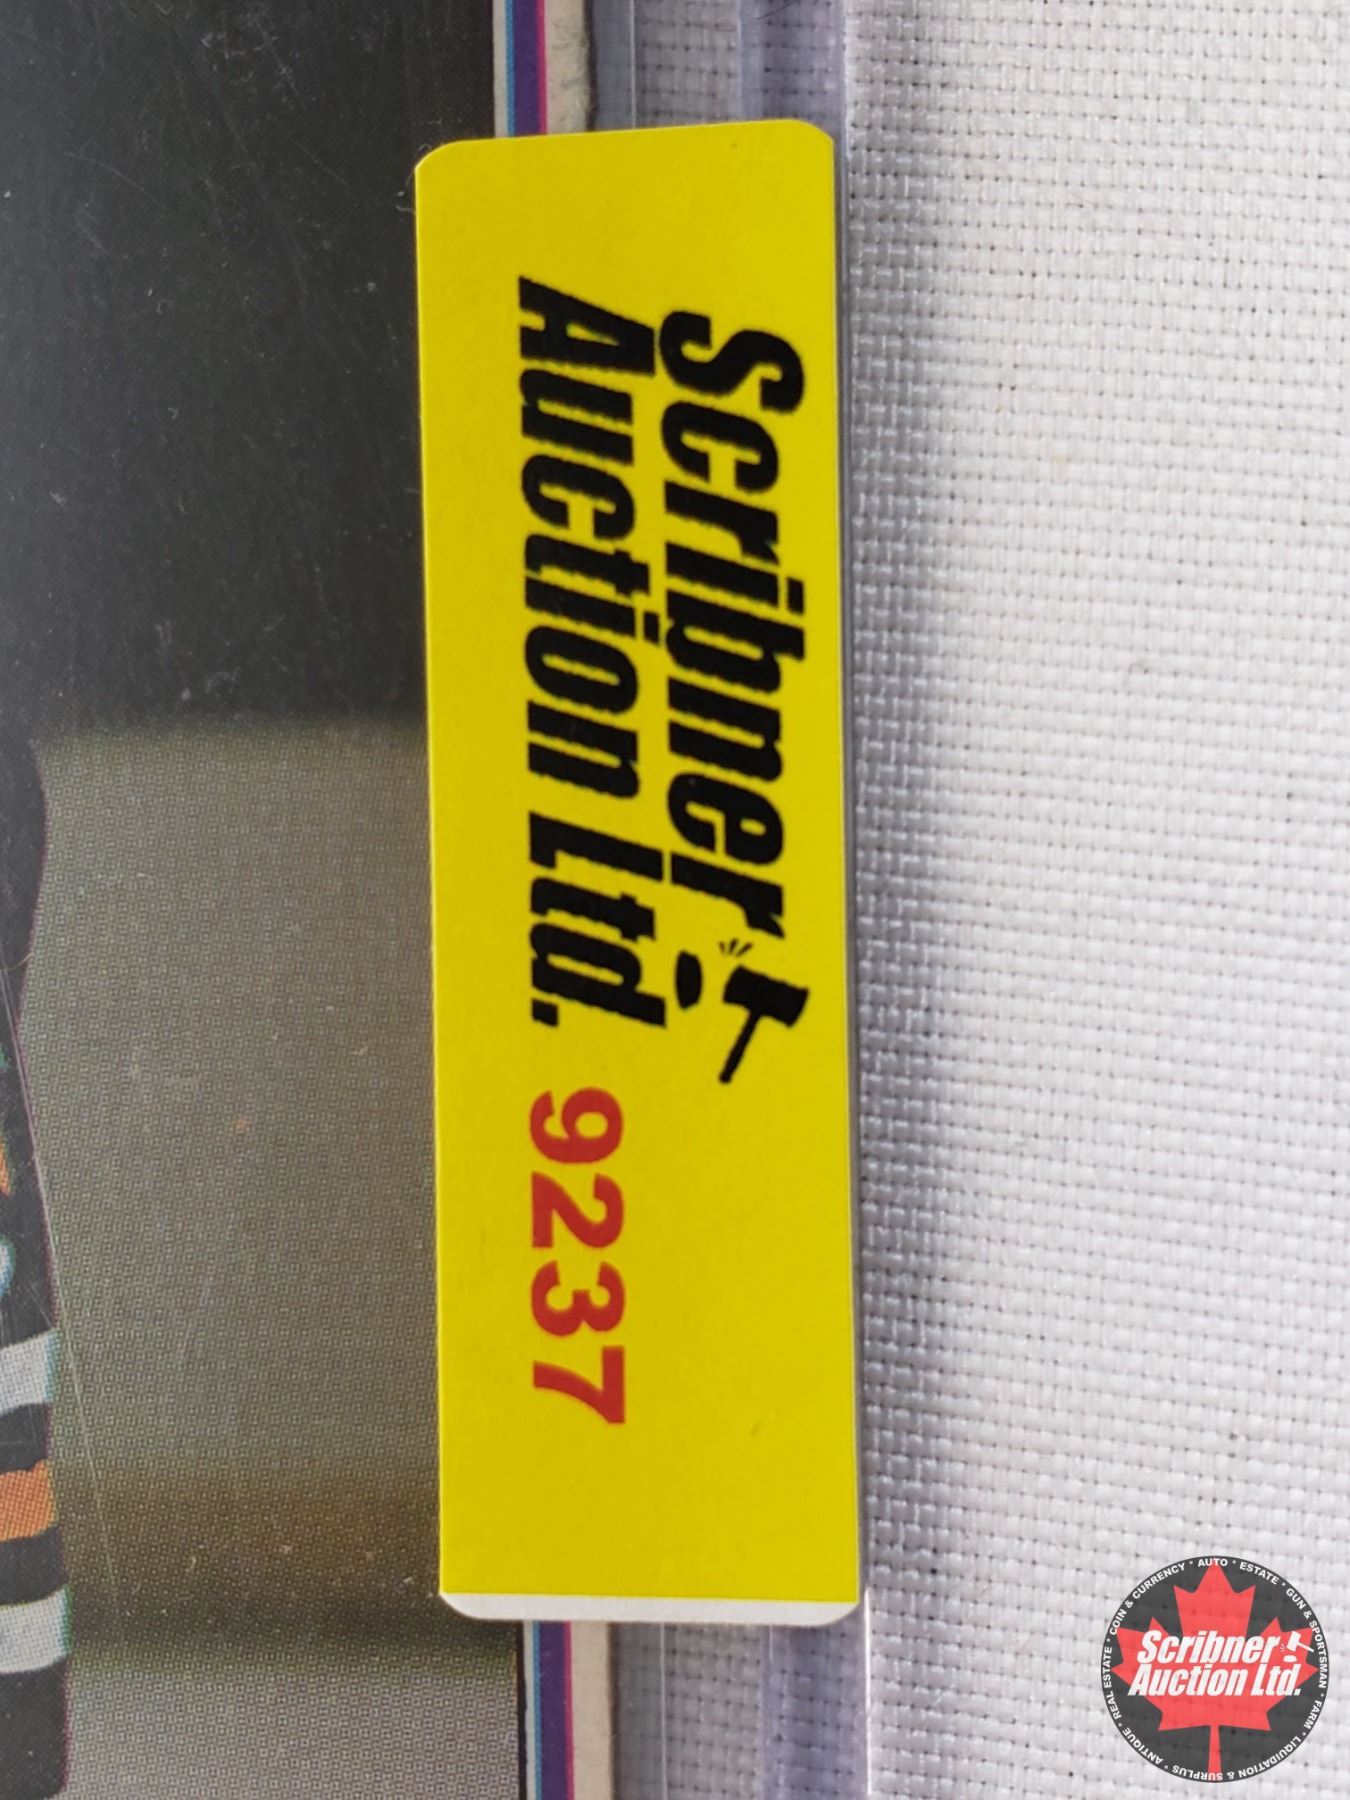 Scribner
Auction Ltd. 9237
COIN & CURRENCY * AUTO * ESTATE * GUN & SPORTSMAN * FARM * LIQUIDATION & SURPLUS * ANTIQUE * REAL ESTATE *
Scribner
Auction Ltd.